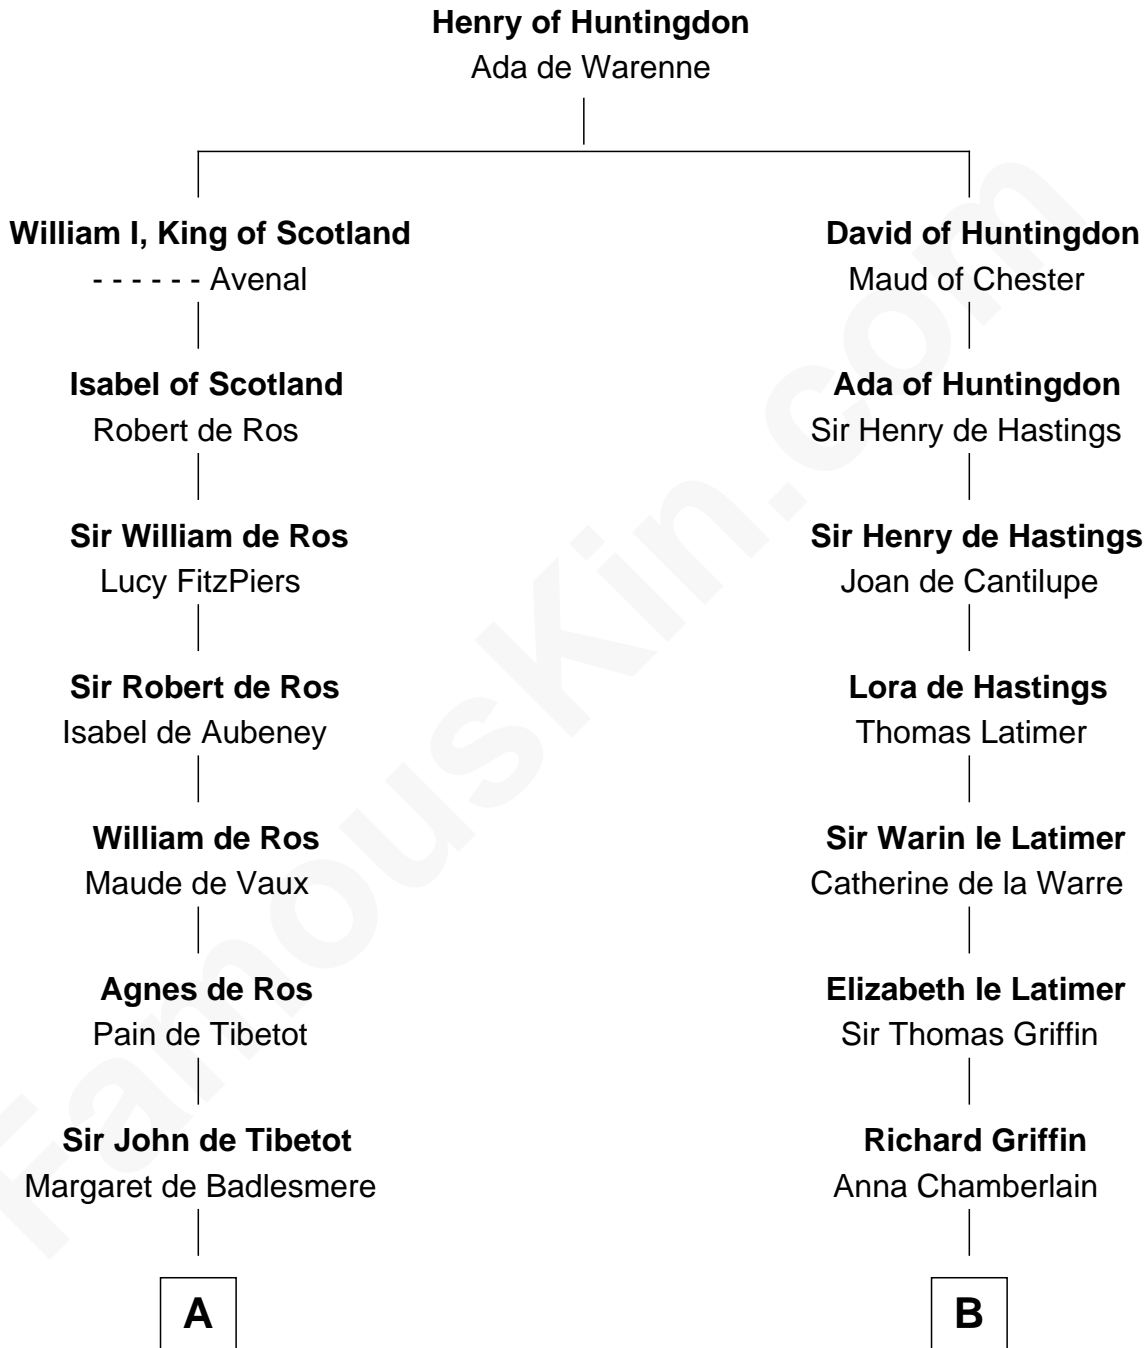 Henry of Huntingdon
Ada de Warenne
William I, King of Scotland
- - - - - - Avenal
Isabel of Scotland
Robert de Ros
Sir William de Ros
Lucy FitzPiers
Sir Robert de Ros
Isabel de Aubeney
William de Ros
Maude de Vaux
Agnes de Ros
Pain de Tibetot
Sir John de Tibetot
Margaret de Badlesmere
A
David of Huntingdon
Maud of Chester
Ada of Huntingdon
Sir Henry de Hastings
Sir Henry de Hastings
Joan de Cantilupe
Lora de Hastings
Thomas Latimer
Sir Warin le Latimer
Catherine de la Warre
Elizabeth le Latimer
Sir Thomas Griffin
Richard Griffin
Anna Chamberlain
B
FamousKin.com